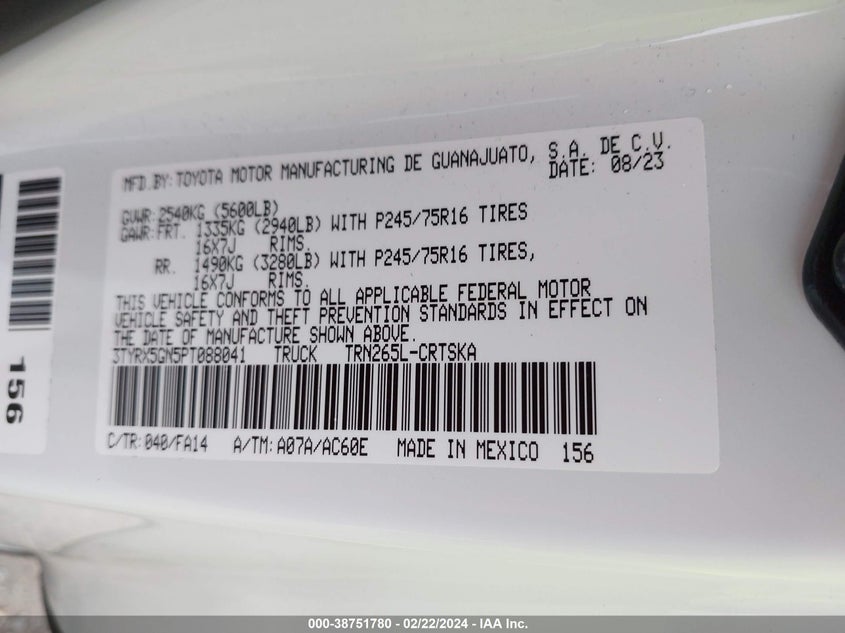 MFD.BY:TOYOTA MOTOR MANUFACTURING DE GUANAJUATO, S.A. DE C.V.
DATE: 08/23
GVWR:2540KG (5600LB)
GAWR:FRT. 1335KG (2940LB) WITH P245/75R16 TIRES
16X7J RIMS.
RR. 1490KG (3280LB) WITH P245/75R16 TIRES,
16X7J RIMS.
THIS VEHICLE CONFORMS TO ALL APPLICABLE FEDERAL MOTOR
VEHICLE SAFETY AND THEFT PREVENTION STANDARDS IN EFFECT ON
THE DATE OF MANUFACTURE SHOWN ABOVE.
3TYRX5GN5PT088041 TRUCK TRN265L-CRTSKA
C/TR:040/FA14 A/TM:A07A/AC60E MADE IN MEXICO 156
156
000-38751780 - 02/22/2024 - IAAI.com